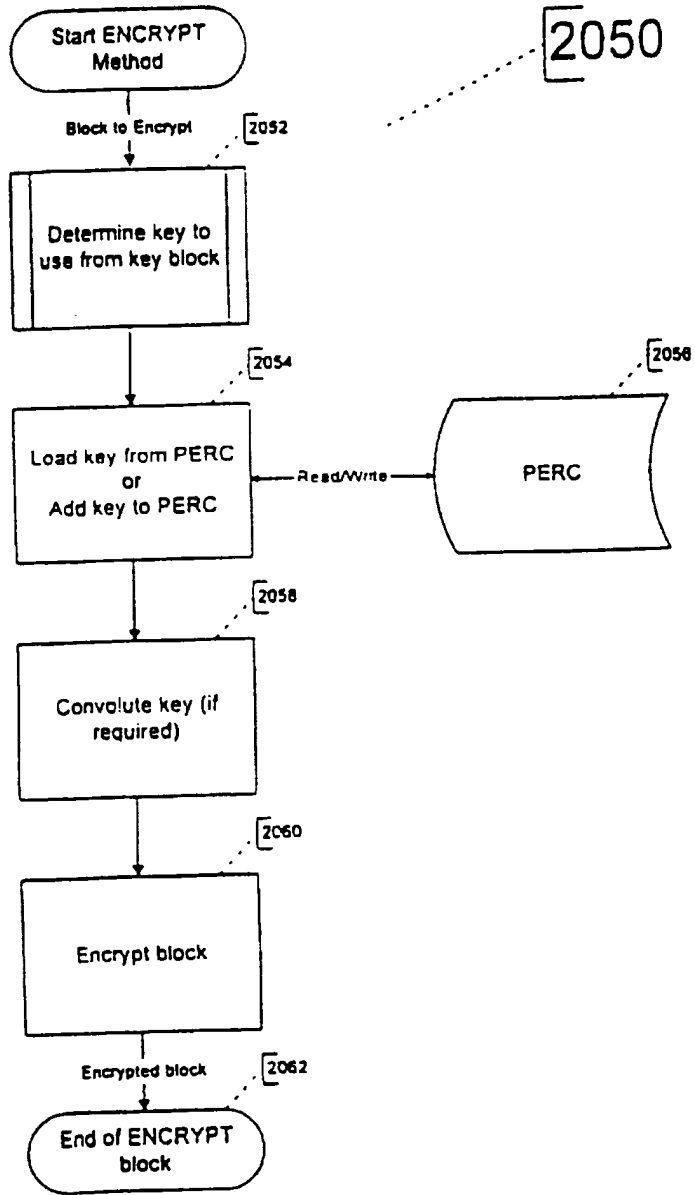 Start ENCRYPT
Method
2050
Block to Encrypt
2052
Determine key to
use from key block
2054
2056
Load key from PERC
or
Add key to PERC
Read/Write
PERC
2058
Convolute key (if
required)
2060
Encrypt block
Encrypted block
2062
End of ENCRYPT
block